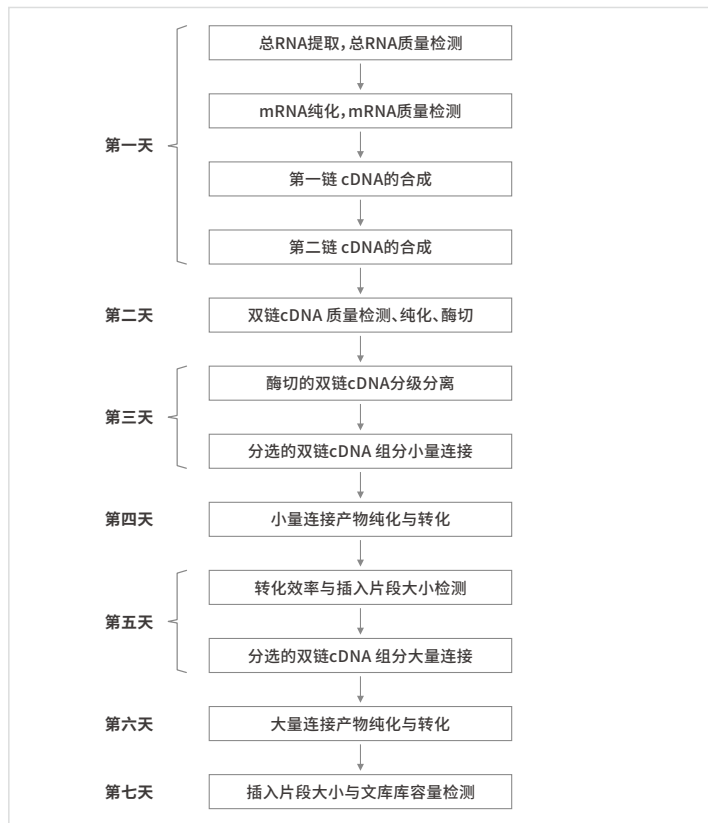 总RNA提取，总RNA质量检测
mRNA纯化，mRNA质量检测
第一天
第一链 cDNA的合成
第二链 cDNA的合成
第二天
双链cDNA 质量检测、纯化、酶切
酶切的双链cDNA分级分离
第三天
分选的双链cDNA 组分小量连接
第四天
小量连接产物纯化与转化
转化效率与插入片段大小检测
第五天
分选的双链cDNA 组分大量连接
第六天
大量连接产物纯化与转化
第七天
插入片段大小与文库库容量检测